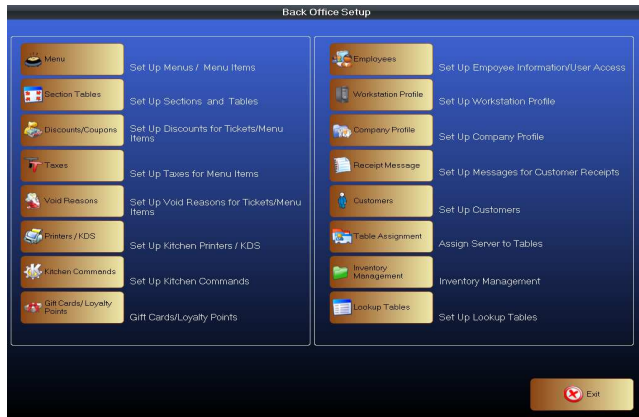 Back Office Setup
Menu
Set Up Menus / Menu Items
Section Tables
Set Up Sections and Tables
Discounts/Coupons
Set Up Discounts for Tickets/Menu
Items
Taxes
Set Up Taxes for Menu Items
Void Reasons
Set Up Void Reasons for Tickets/Menu
Items
Printers / KDS
Set Up Kitchen Printers / KDS
Kitchen Commands
Set Up Kitchen Commands
Gift Cards/ Loyalty
Points
Gift Cards/Loyalty Points
Employees
Set Up Empoyee Information/User Access
Workstation Profile
Set Up Workstation Profile
Company Profile
Set Up Company Profile
Receipt Message
Set Up Messages for Customer Receipts
Customers
Set Up Customers
Table Assignment
Assign Server to Tables
Inventory
Management
Inventory Management
Lookup Tables
Set Up Lookup Tables
Exit